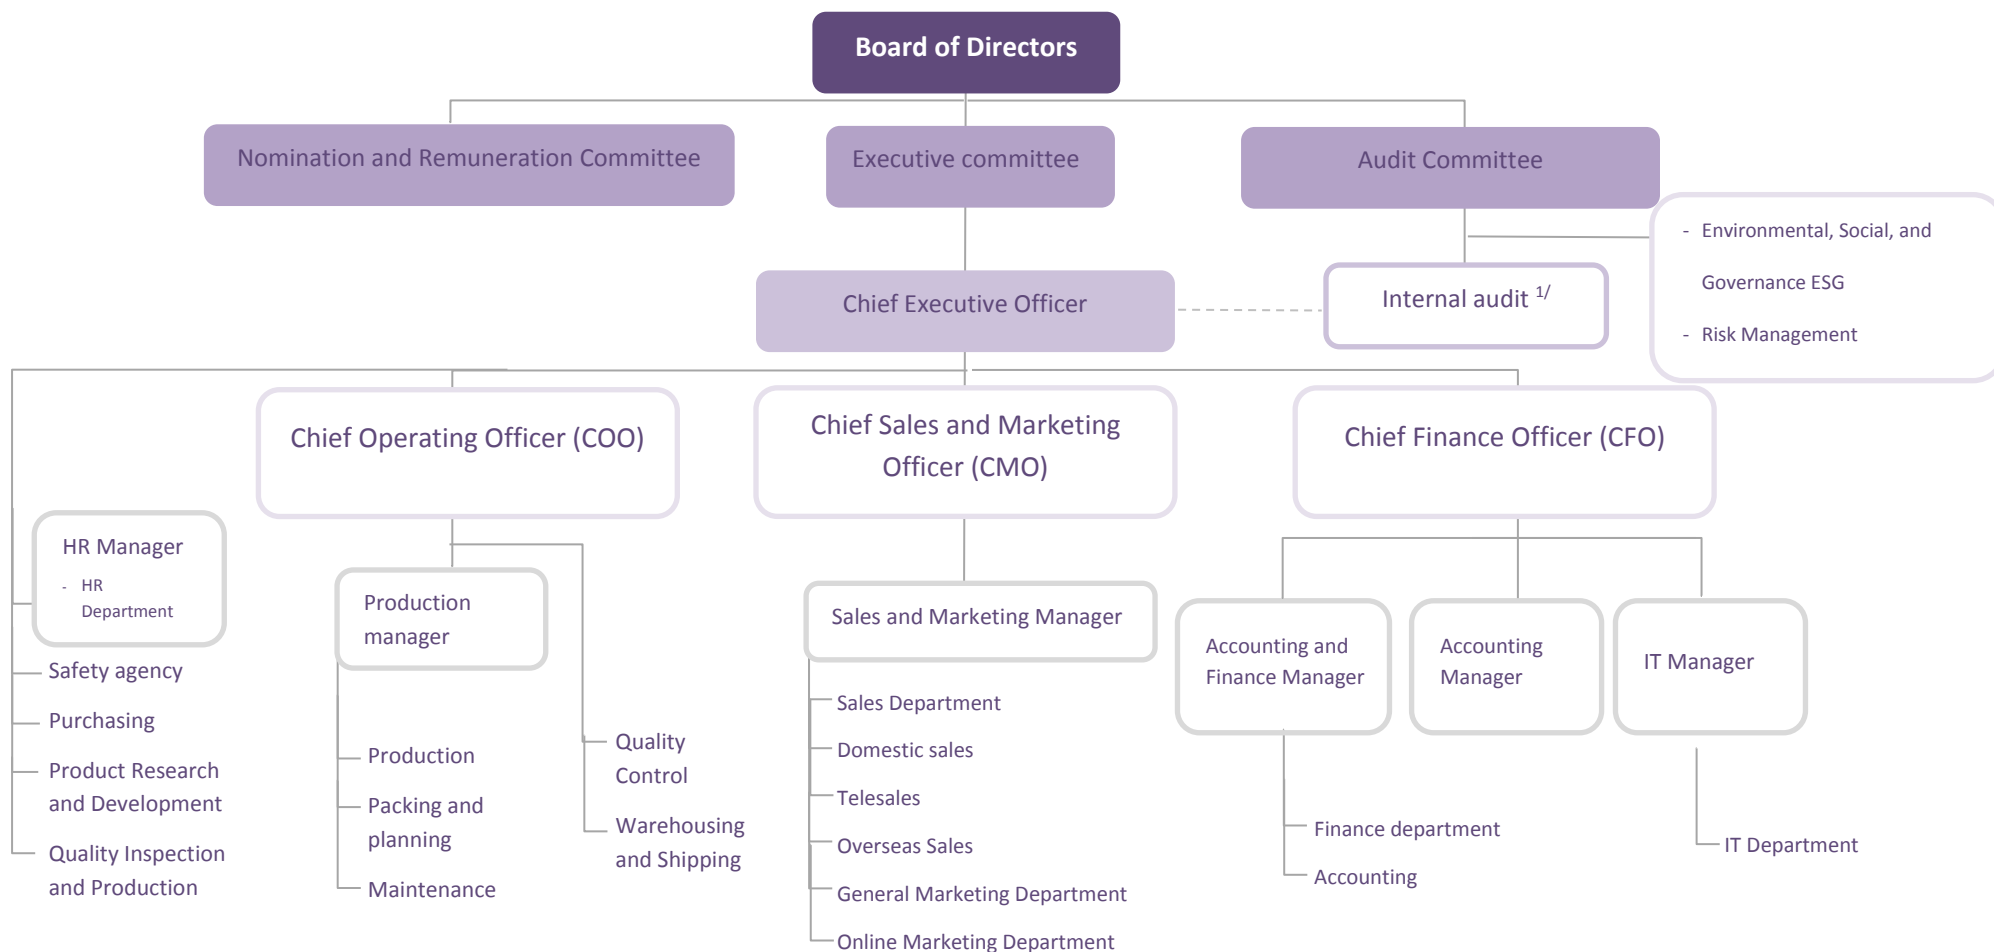 Board of Directors
Nomination and Remuneration Committee
Executive committee
Audit Committee
- Environmental, Social, and
Governance ESG
- Risk Management
Chief Executive Officer
Internal audit 1/
Chief Operating Officer (COO)
Chief Sales and Marketing
Officer (CMO)
Chief Finance Officer (CFO)
HR Manager
- HR
Department
Safety agency
Purchasing
Product Research
and Development
Quality Inspection
and Production
Production
manager
Production
Packing and
planning
Maintenance
Quality
Control
Warehousing
and Shipping
Sales and Marketing Manager
Sales Department
Domestic sales
Telesales
Overseas Sales
General Marketing Department
Online Marketing Department
Accounting and
Finance Manager
Finance department
Accounting
Accounting
Manager
IT Manager
IT Department